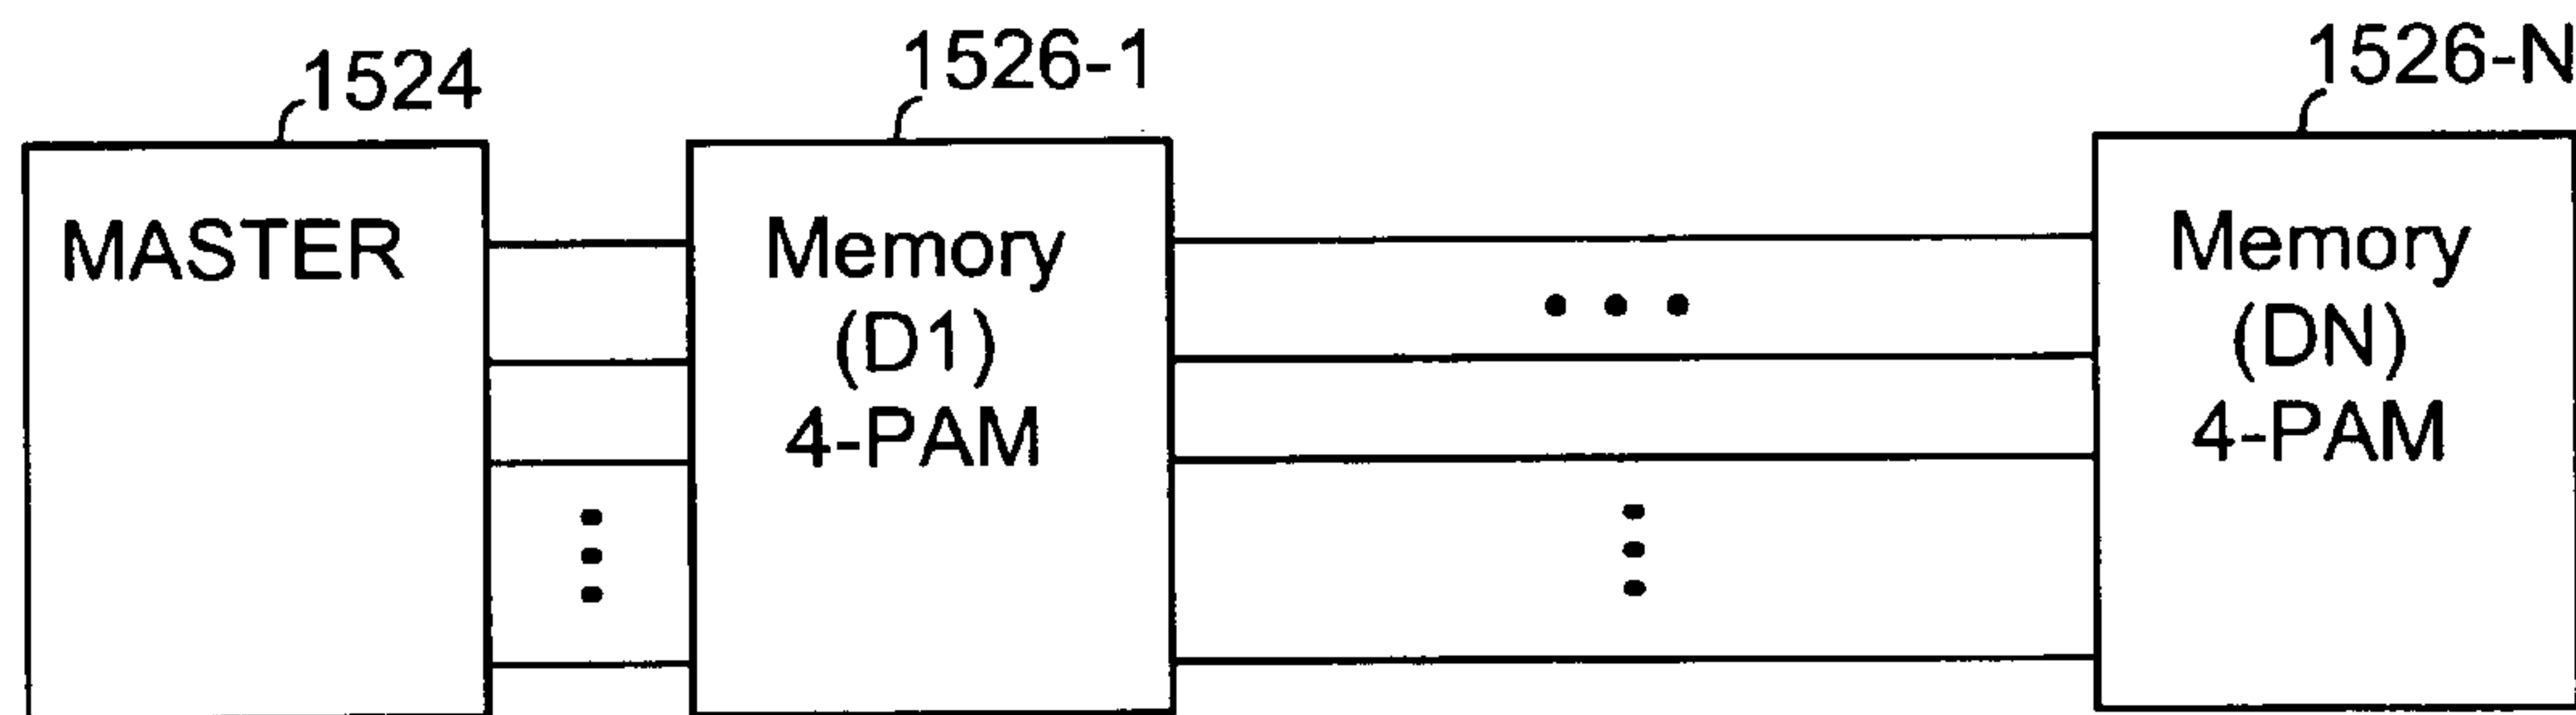 1524
1526-1
1526-N
MASTER
Memory
(D1)
4-PAM
Memory
(DN)
4-PAM